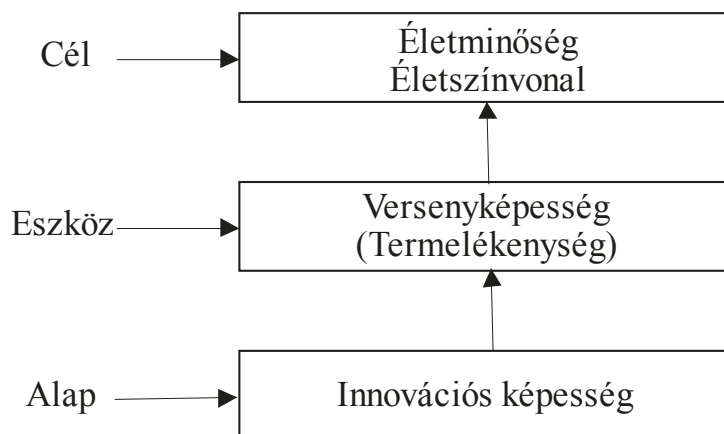 Cél
Életminőség
Életszínvonal
Eszköz
Versenyképesség
(Termelékenység)
Alap
Innovációs képesség